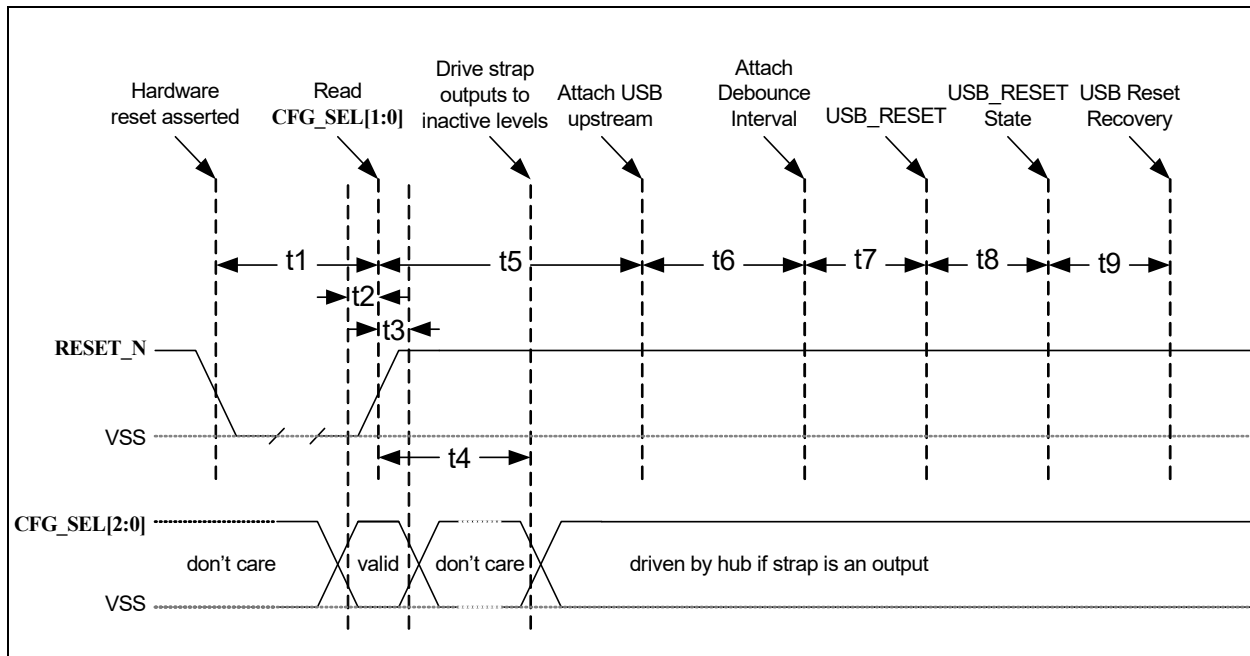 Hardware
reset asserted
Read
CFG_SEL[1:0]
Drive strap
outputs to
inactive levels
Attach USB
upstream
Attach
Debounce
Interval
USB_RESET
USB_RESET
State
USB Reset
Recovery
t1
t5
t6
t7
t8
t9
t2
t3
RESET_N
VSS
t4
CFG_SEL[2:0]
don't care
valid
don't care
driven by hub if strap is an output
VSS